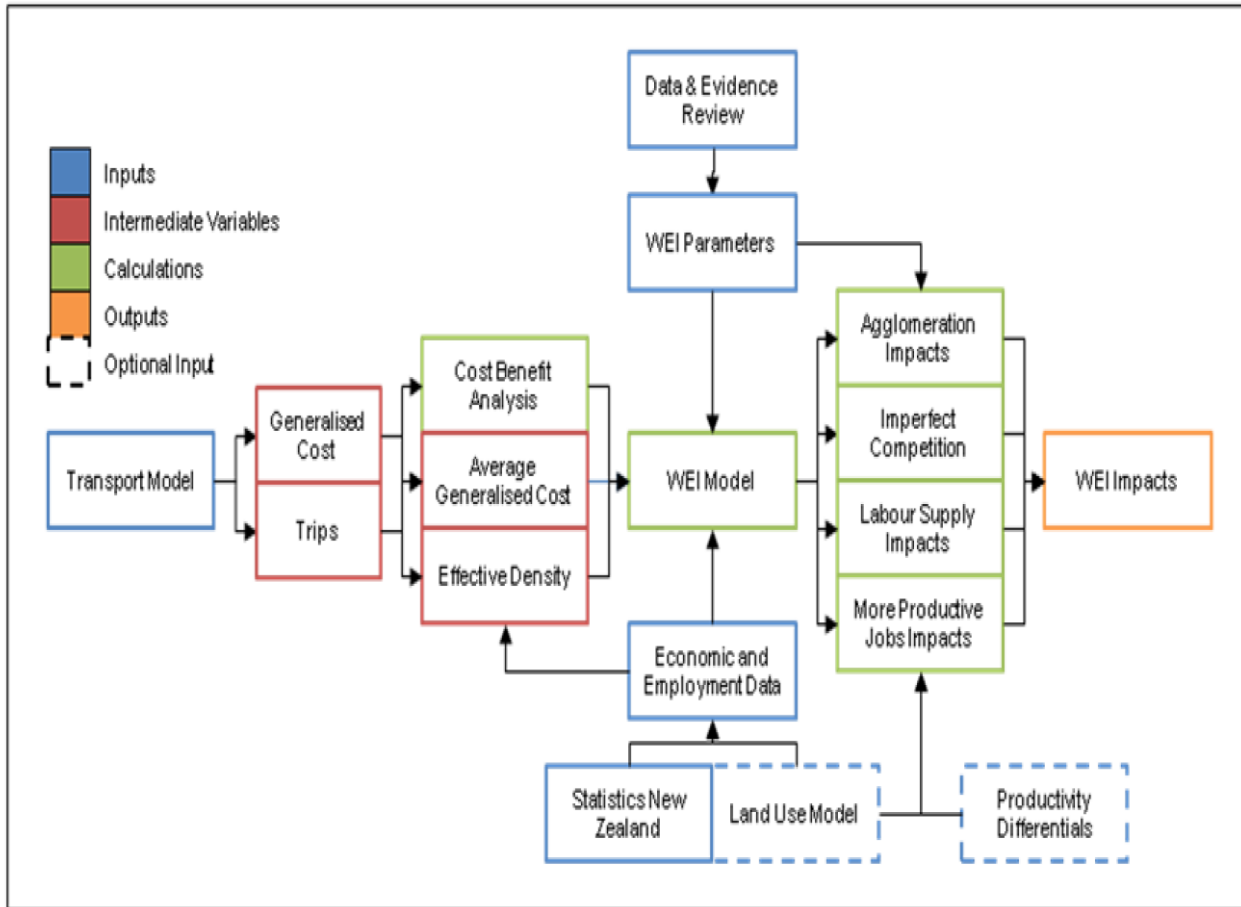 Data & Evidence
Review
Inputs
Intermediate Variables
Calculations
Outputs
Optional Input
WEI Parameters
Agglomeration
Impacts
Cost Benefit
Analysis
Generalised
Cost
Imperfect
Competition
Transport Model
Average
Generalised Cost
WEI Model
WEI Impacts
Trips
Labour Supply
Impacts
Effective Density
More Productive
Jobs Impacts
Economic and
Employment Data
Statistics New
Zealand
Land Use Model
Productivity
Differentials